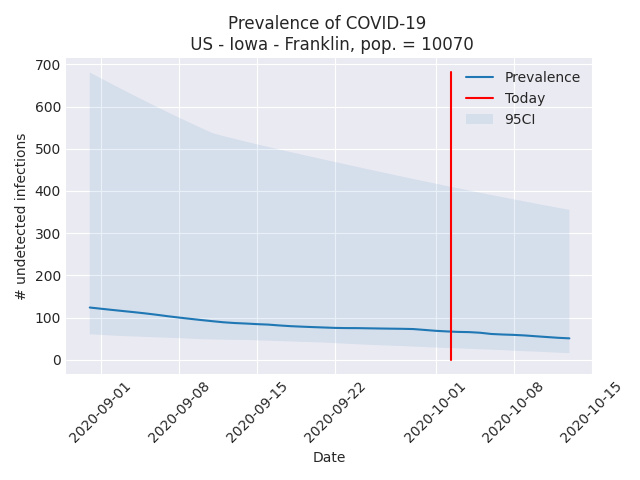 Prevalence of COVID-19
US - Iowa - Franklin, pop. = 10070
700
600
500
400
300
200
100
0
# undetected infections
Prevalence
Today
95CI
2020-09-01
2020-09-08
2020-09-15
2020-09-22
2020-10-01
2020-10-08
2020-10-15
Date